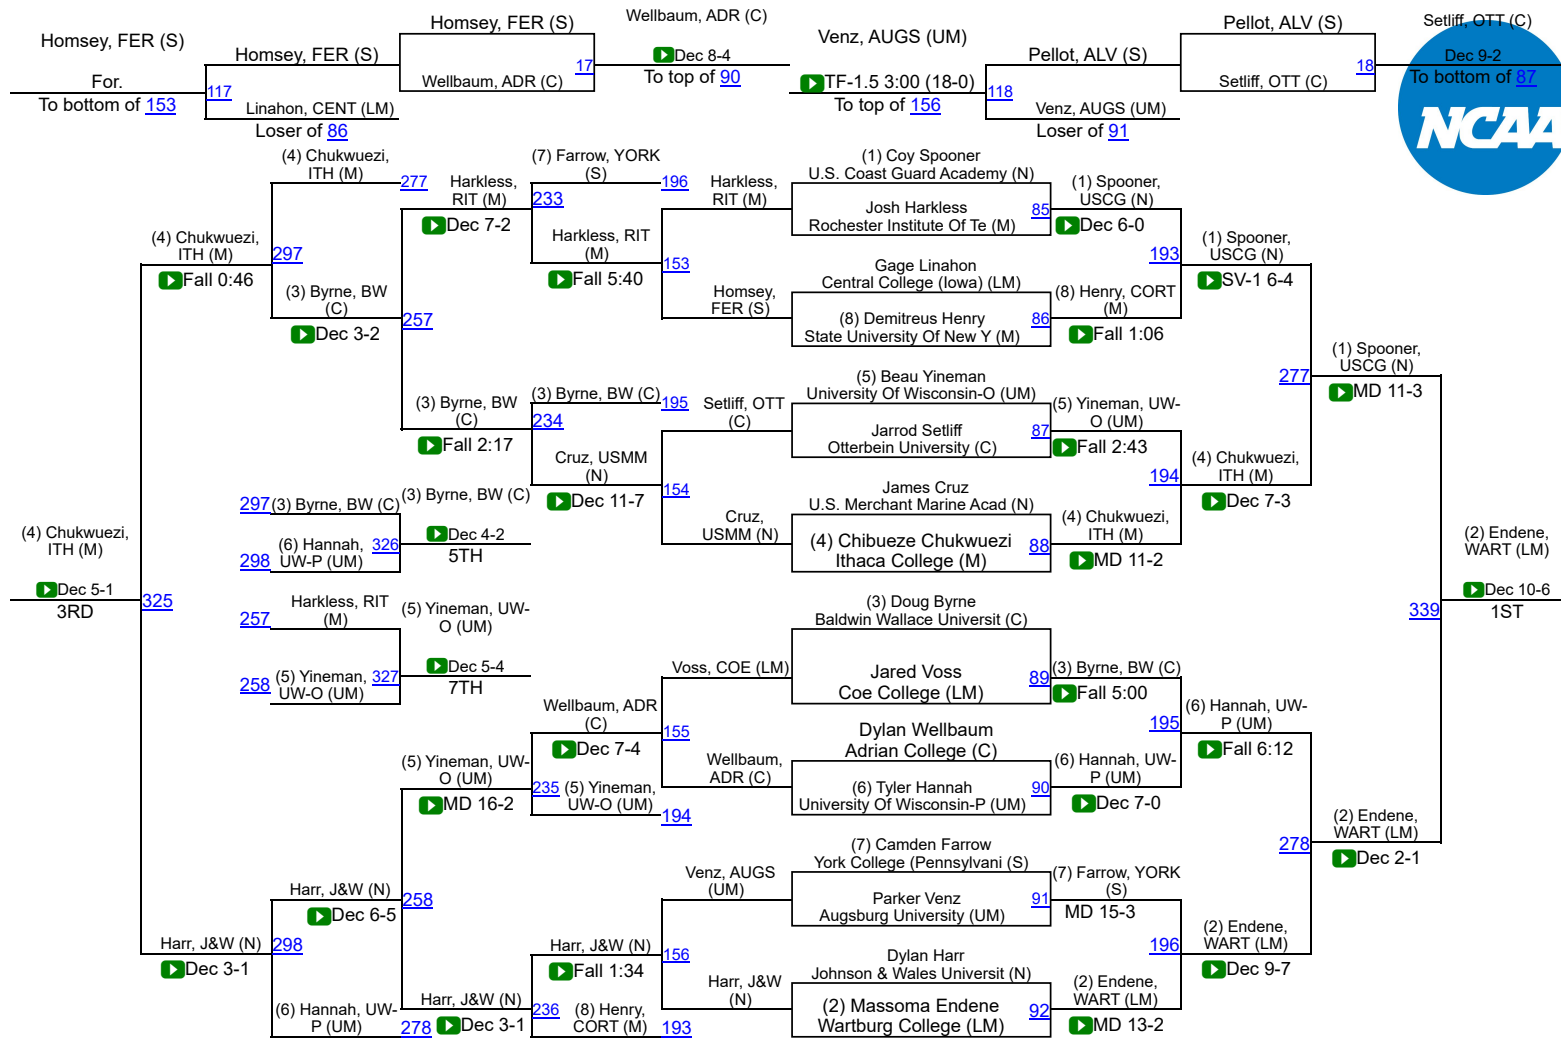 Homsey, FER (S)
For.
To bottom of 153
Homsey, FER (S)
117
Linahon, CENT (LM)
Loser of 86
Homsey, FER (S)
Wellbaum, ADR (C)
17
Wellbaum, ADR (C)
Dec 8-4
To top of 90
Venz, AUGS (UM)
TF-1.5 3:00 (18-0)
To top of 156
Pellot, ALV (S)
118
Venz, AUGS (UM)
Loser of 91
Pellot, ALV (S)
Setliff, OTT (C)
18
Setliff, OTT (C)
Dec 9-2
To bottom of 87
NCAA
(1) Coy Spooner
U.S. Coast Guard Academy (N)
Josh Harkless
Rochester Institute Of Te (M)
85
Gage Linahon
Central College (Iowa) (LM)
(8) Demitreus Henry
State University Of New Y (M)
86
(5) Beau Yineman
University Of Wisconsin-O (UM)
Jarrod Setliff
Otterbein University (C)
87
James Cruz
U.S. Merchant Marine Acad (N)
(4) Chibueze Chukwuezi
Ithaca College (M)
88
(3) Doug Byrne
Baldwin Wallace Universit (C)
Jared Voss
Coe College (LM)
89
Dylan Wellbaum
Adrian College (C)
(6) Tyler Hannah
University Of Wisconsin-P (UM)
90
(7) Camden Farrow
York College (Pennsylvani (S)
Parker Venz
Augsburg University (UM)
91
Dylan Harr
Johnson & Wales Universit (N)
(2) Massoma Endene
Wartburg College (LM)
92
(1) Spooner,
USCG (N)
Dec 6-0
193
(8) Henry, CORT
(M)
Fall 1:06
(5) Yineman, UW-
O (UM)
Fall 2:43
194
(4) Chukwuezi,
ITH (M)
MD 11-2
(3) Byrne, BW (C)
Fall 5:00
195
(6) Hannah, UW-
P (UM)
Dec 7-0
(7) Farrow, YORK
(S)
MD 15-3
196
(2) Endene,
WART (LM)
MD 13-2
(1) Spooner,
USCG (N)
SV-1 6-4
277
(4) Chukwuezi,
ITH (M)
Dec 7-3
(6) Hannah, UW-
P (UM)
Fall 6:12
278
(2) Endene,
WART (LM)
Dec 9-7
(1) Spooner,
USCG (N)
MD 11-3
339
(2) Endene,
WART (LM)
Dec 2-1
(2) Endene,
WART (LM)
Dec 10-6
1ST
Harkless,
RIT (M)
153
Homsey,
FER (S)
Setliff, OTT
(C)
154
Cruz,
USMM (N)
Voss, COE (LM)
155
Wellbaum,
ADR (C)
Venz, AUGS
(UM)
156
Harr, J&W
(N)
(7) Farrow, YORK
(S)
196
233
Harkless, RIT
(M)
Fall 5:40
(3) Byrne, BW (C)
195
234
Cruz, USMM
(N)
Dec 11-7
Wellbaum, ADR
(C)
Dec 7-4
235
(5) Yineman,
UW-O (UM)
194
Harr, J&W (N)
Fall 1:34
236
(8) Henry,
CORT (M)
193
Harkless,
RIT (M)
Dec 7-2
257
(3) Byrne, BW
(C)
Fall 2:17
(5) Yineman, UW-
O (UM)
MD 16-2
258
Harr, J&W (N)
Dec 3-1
(4) Chukwuezi,
ITH (M)
277
297
(3) Byrne, BW
(C)
Dec 3-2
Harr, J&W (N)
Dec 6-5
298
(6) Hannah, UW-
P (UM)
278
(4) Chukwuezi,
ITH (M)
Fall 0:46
325
Harr, J&W (N)
Dec 3-1
(4) Chukwuezi,
ITH (M)
Dec 5-1
3RD
297
(3) Byrne, BW (C)
298
(6) Hannah,
UW-P (UM)
326
(3) Byrne, BW (C)
Dec 4-2
5TH
257
Harkless, RIT
(M)
258
(5) Yineman,
UW-O (UM)
327
(5) Yineman, UW-
O (UM)
Dec 5-4
7TH